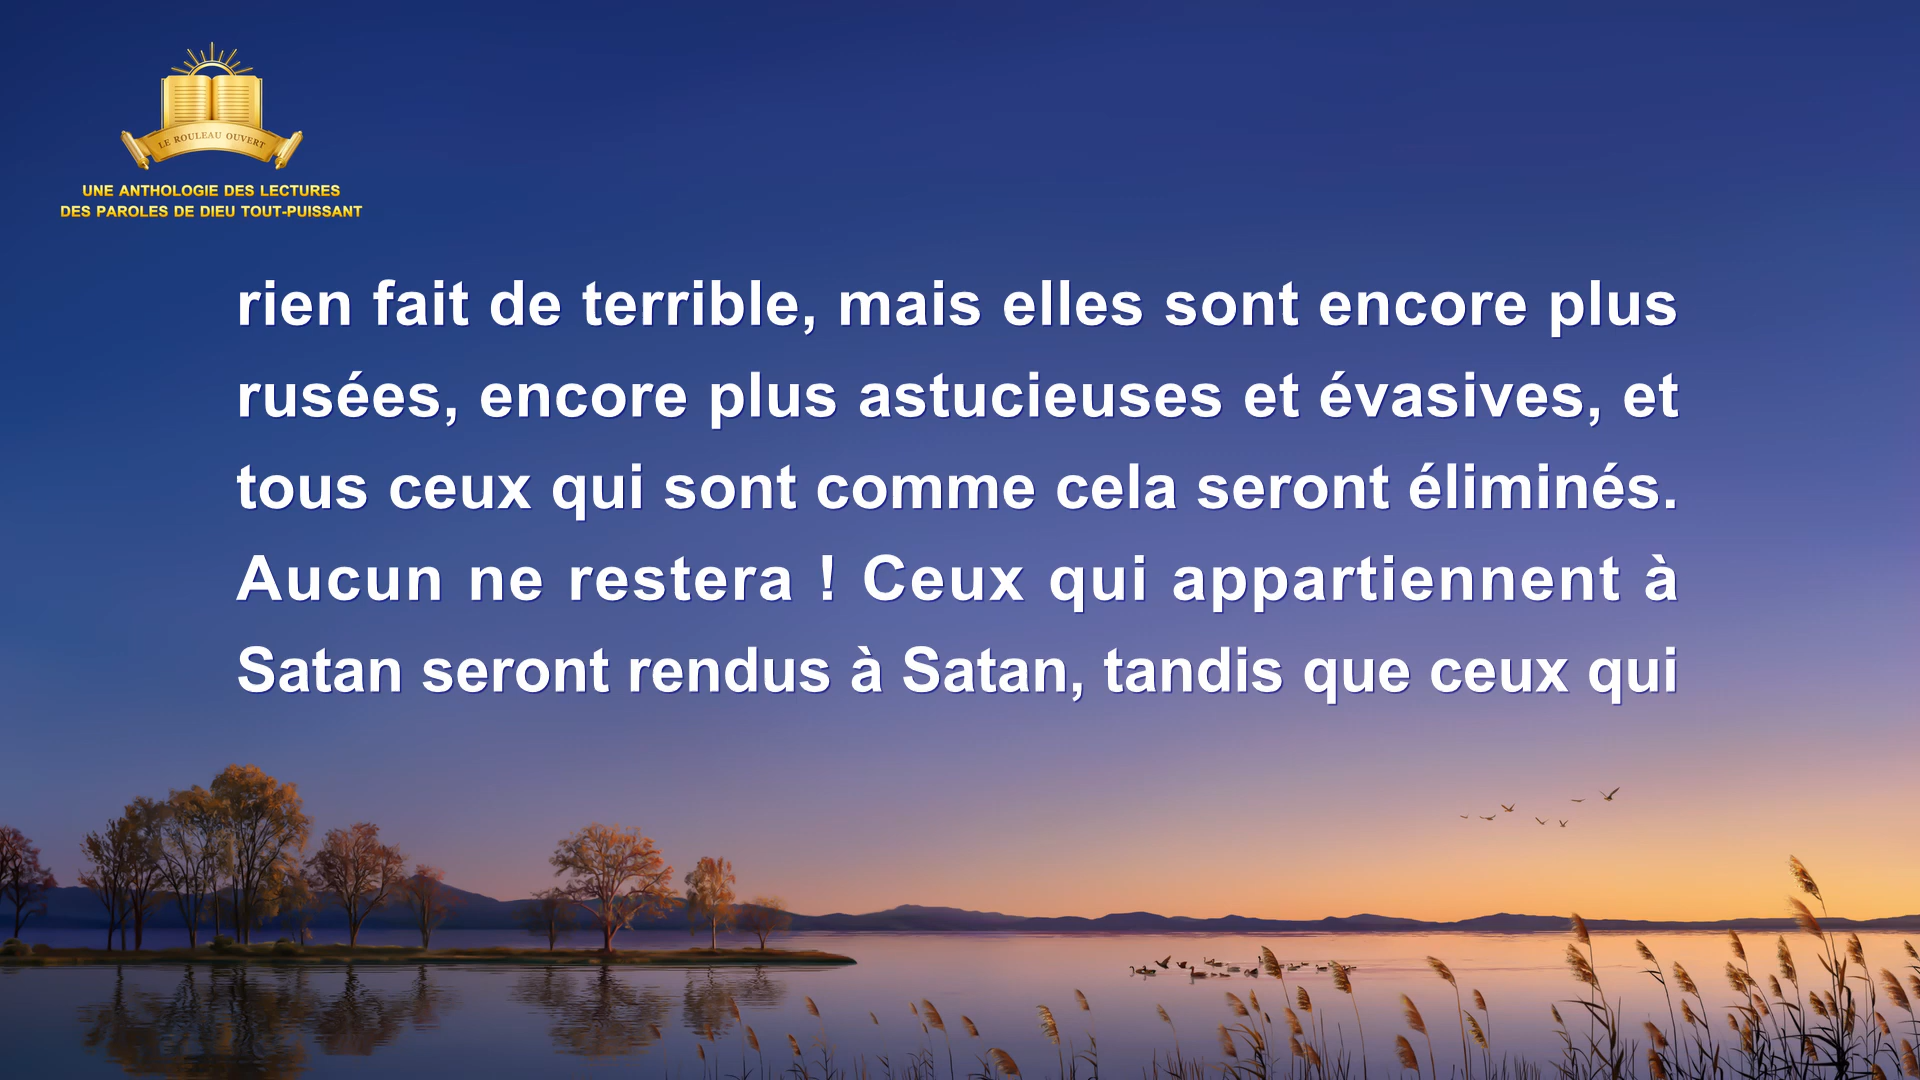 LE ROULEAU OUVERT
UNE ANTHOLOGIE DES LECTURES
DES PAROLES DE DIEU TOUT-PUISSANT
rien fait de terrible, mais elles sont encore plus
rusées, encore plus astucieuses et évasives, et
tous ceux qui sont comme cela seront éliminés.
Aucun ne restera ! Ceux qui appartiennent à
Satan seront rendus à Satan, tandis que ceux qui